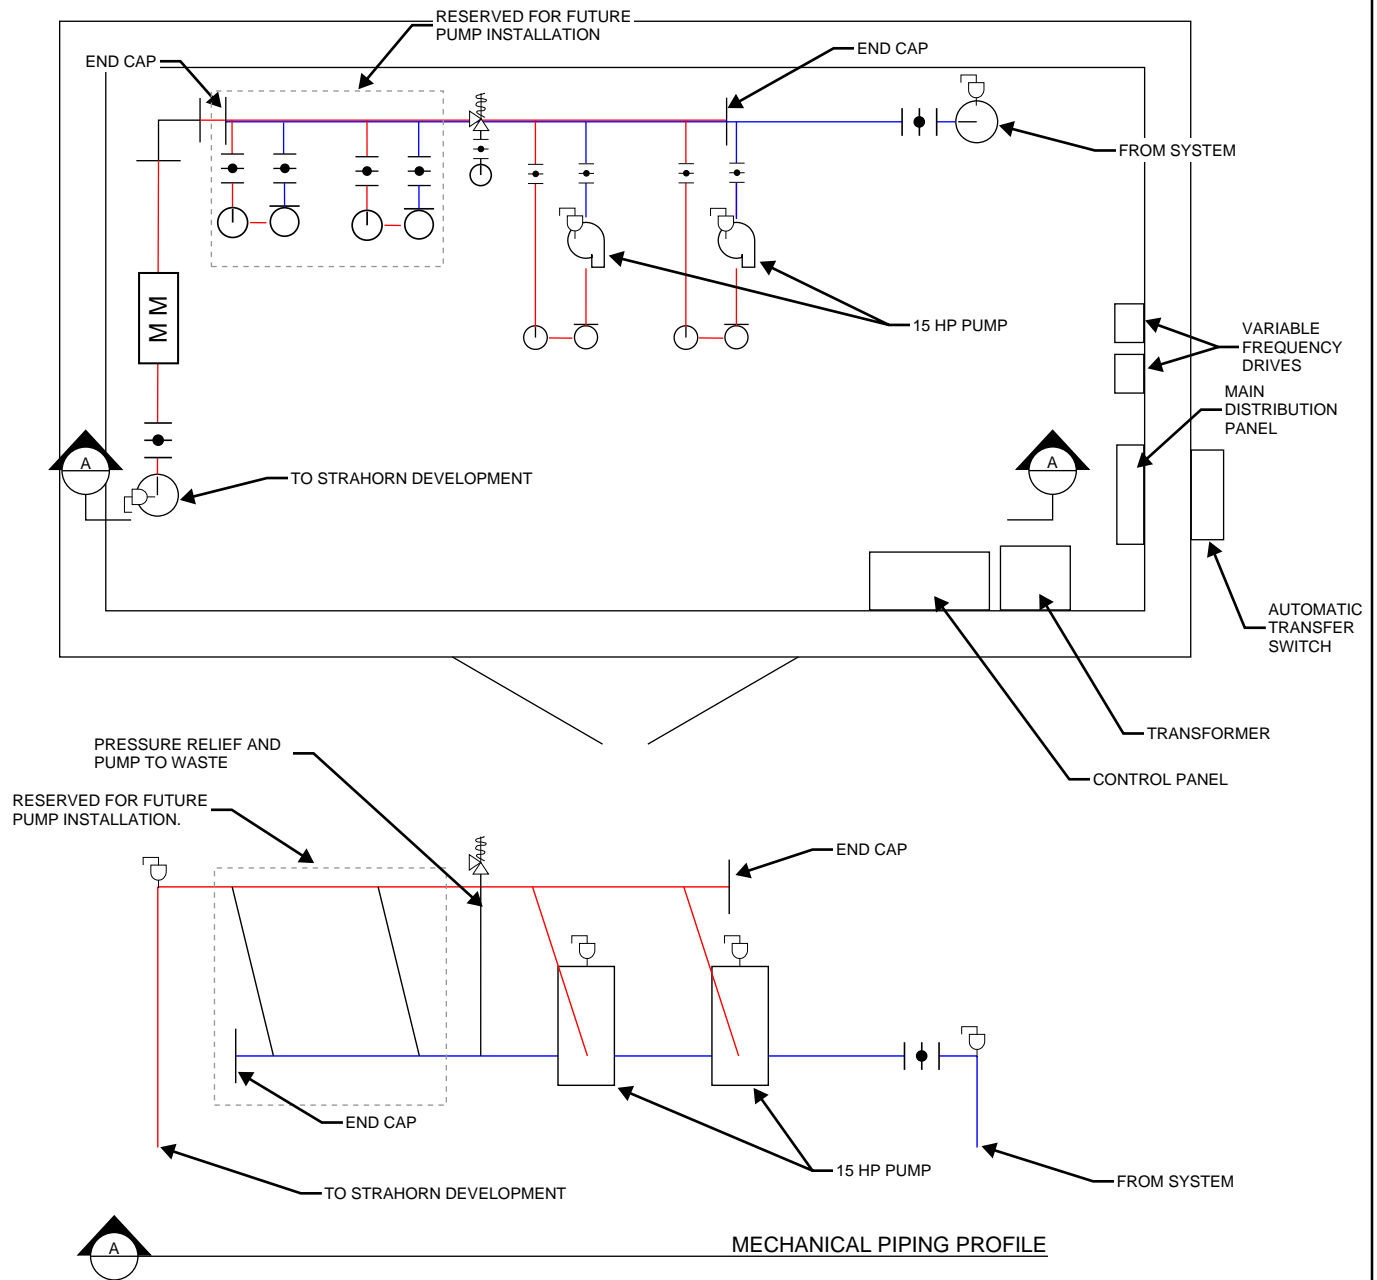 RESERVED FOR FUTURE
PUMP INSTALLATION
END CAP
END CAP
FROM SYSTEM
M M
15 HP PUMP
VARIABLE
FREQUENCY
DRIVES
MAIN
DISTRIBUTION
PANEL
A
A
TO STRAHORN DEVELOPMENT
AUTOMATIC
TRANSFER
SWITCH
TRANSFORMER
CONTROL PANEL
PRESSURE RELIEF AND
PUMP TO WASTE
RESERVED FOR FUTURE
PUMP INSTALLATION.
END CAP
END CAP
15 HP PUMP
FROM SYSTEM
TO STRAHORN DEVELOPMENT
A
MECHANICAL PIPING PROFILE